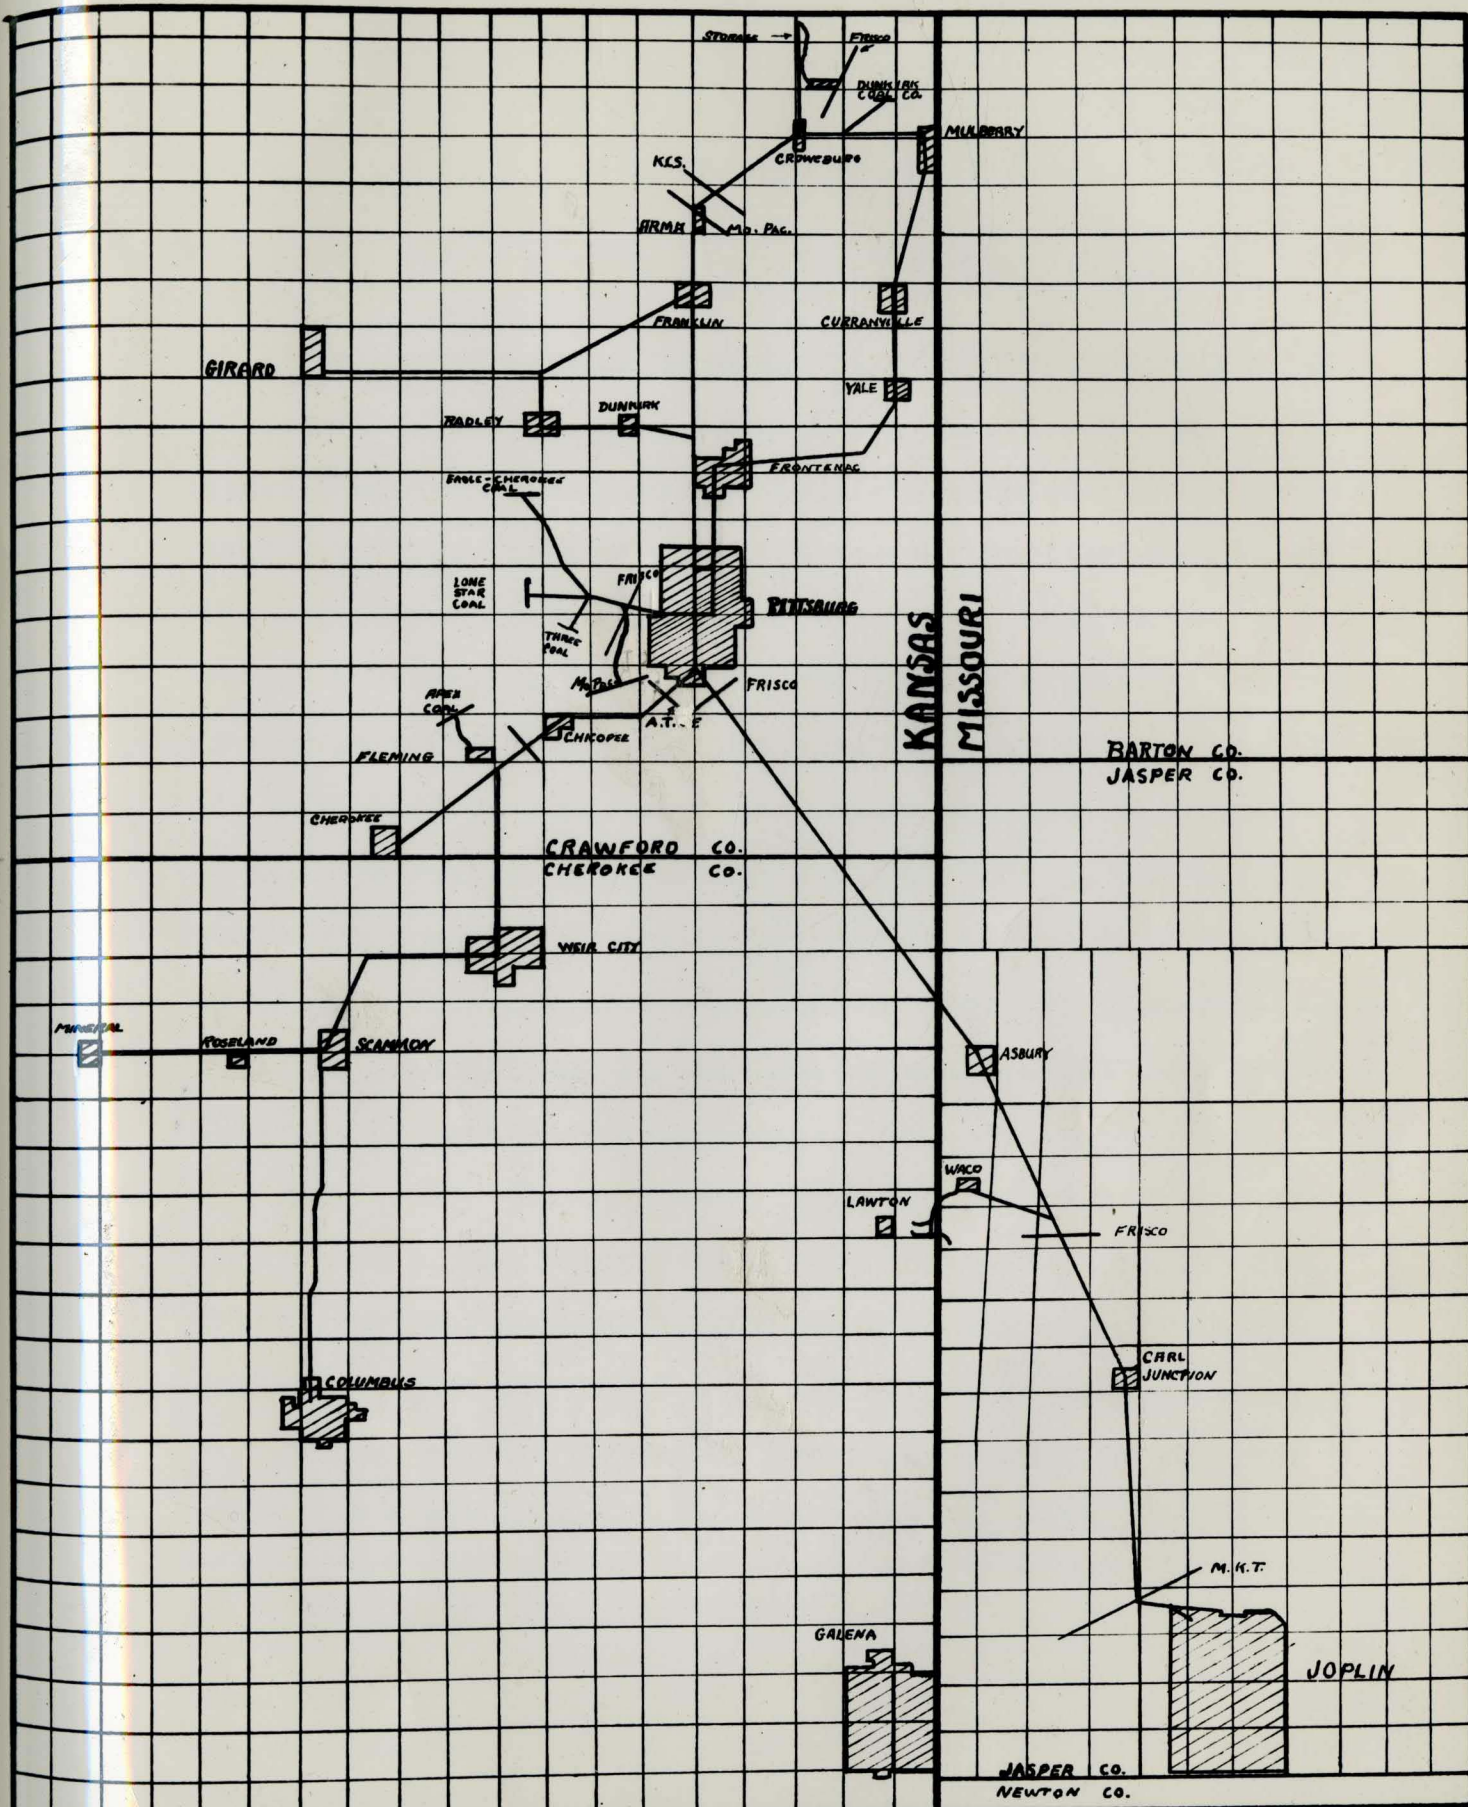 STORAGE
FRISCO
DUNKIRK
COAL CO.
MULBERRY
CROWEBURG
K.C.S.
ARMA
MO. PAC.
FRANKLIN
CURRANVILLE
GIRARD
YALE
RADLEY
DUNKIRK
FRONTENAC
EAGLE-CHEROKEE
COAL
LONE
STAR
COAL
FRISCO
PITTSBURG
THREE
COAL
KANSAS
MISSOURI
MO PAC
FRISCO
APEX
COAL
A.T.
CHICOPEE
FLEMING
BARTON CO.
JASPER CO.
CHEROKEE
CRAWFORD CO.
CHEROKEE CO.
WEIR CITY
MINERAL
ROSELAND
SCAMMON
ASBURY
WACO
LAWTON
FRISCO
CARL
JUNCTION
COLUMBUS
M.K.T.
GALENA
JOPLIN
JASPER CO.
NEWTON CO.